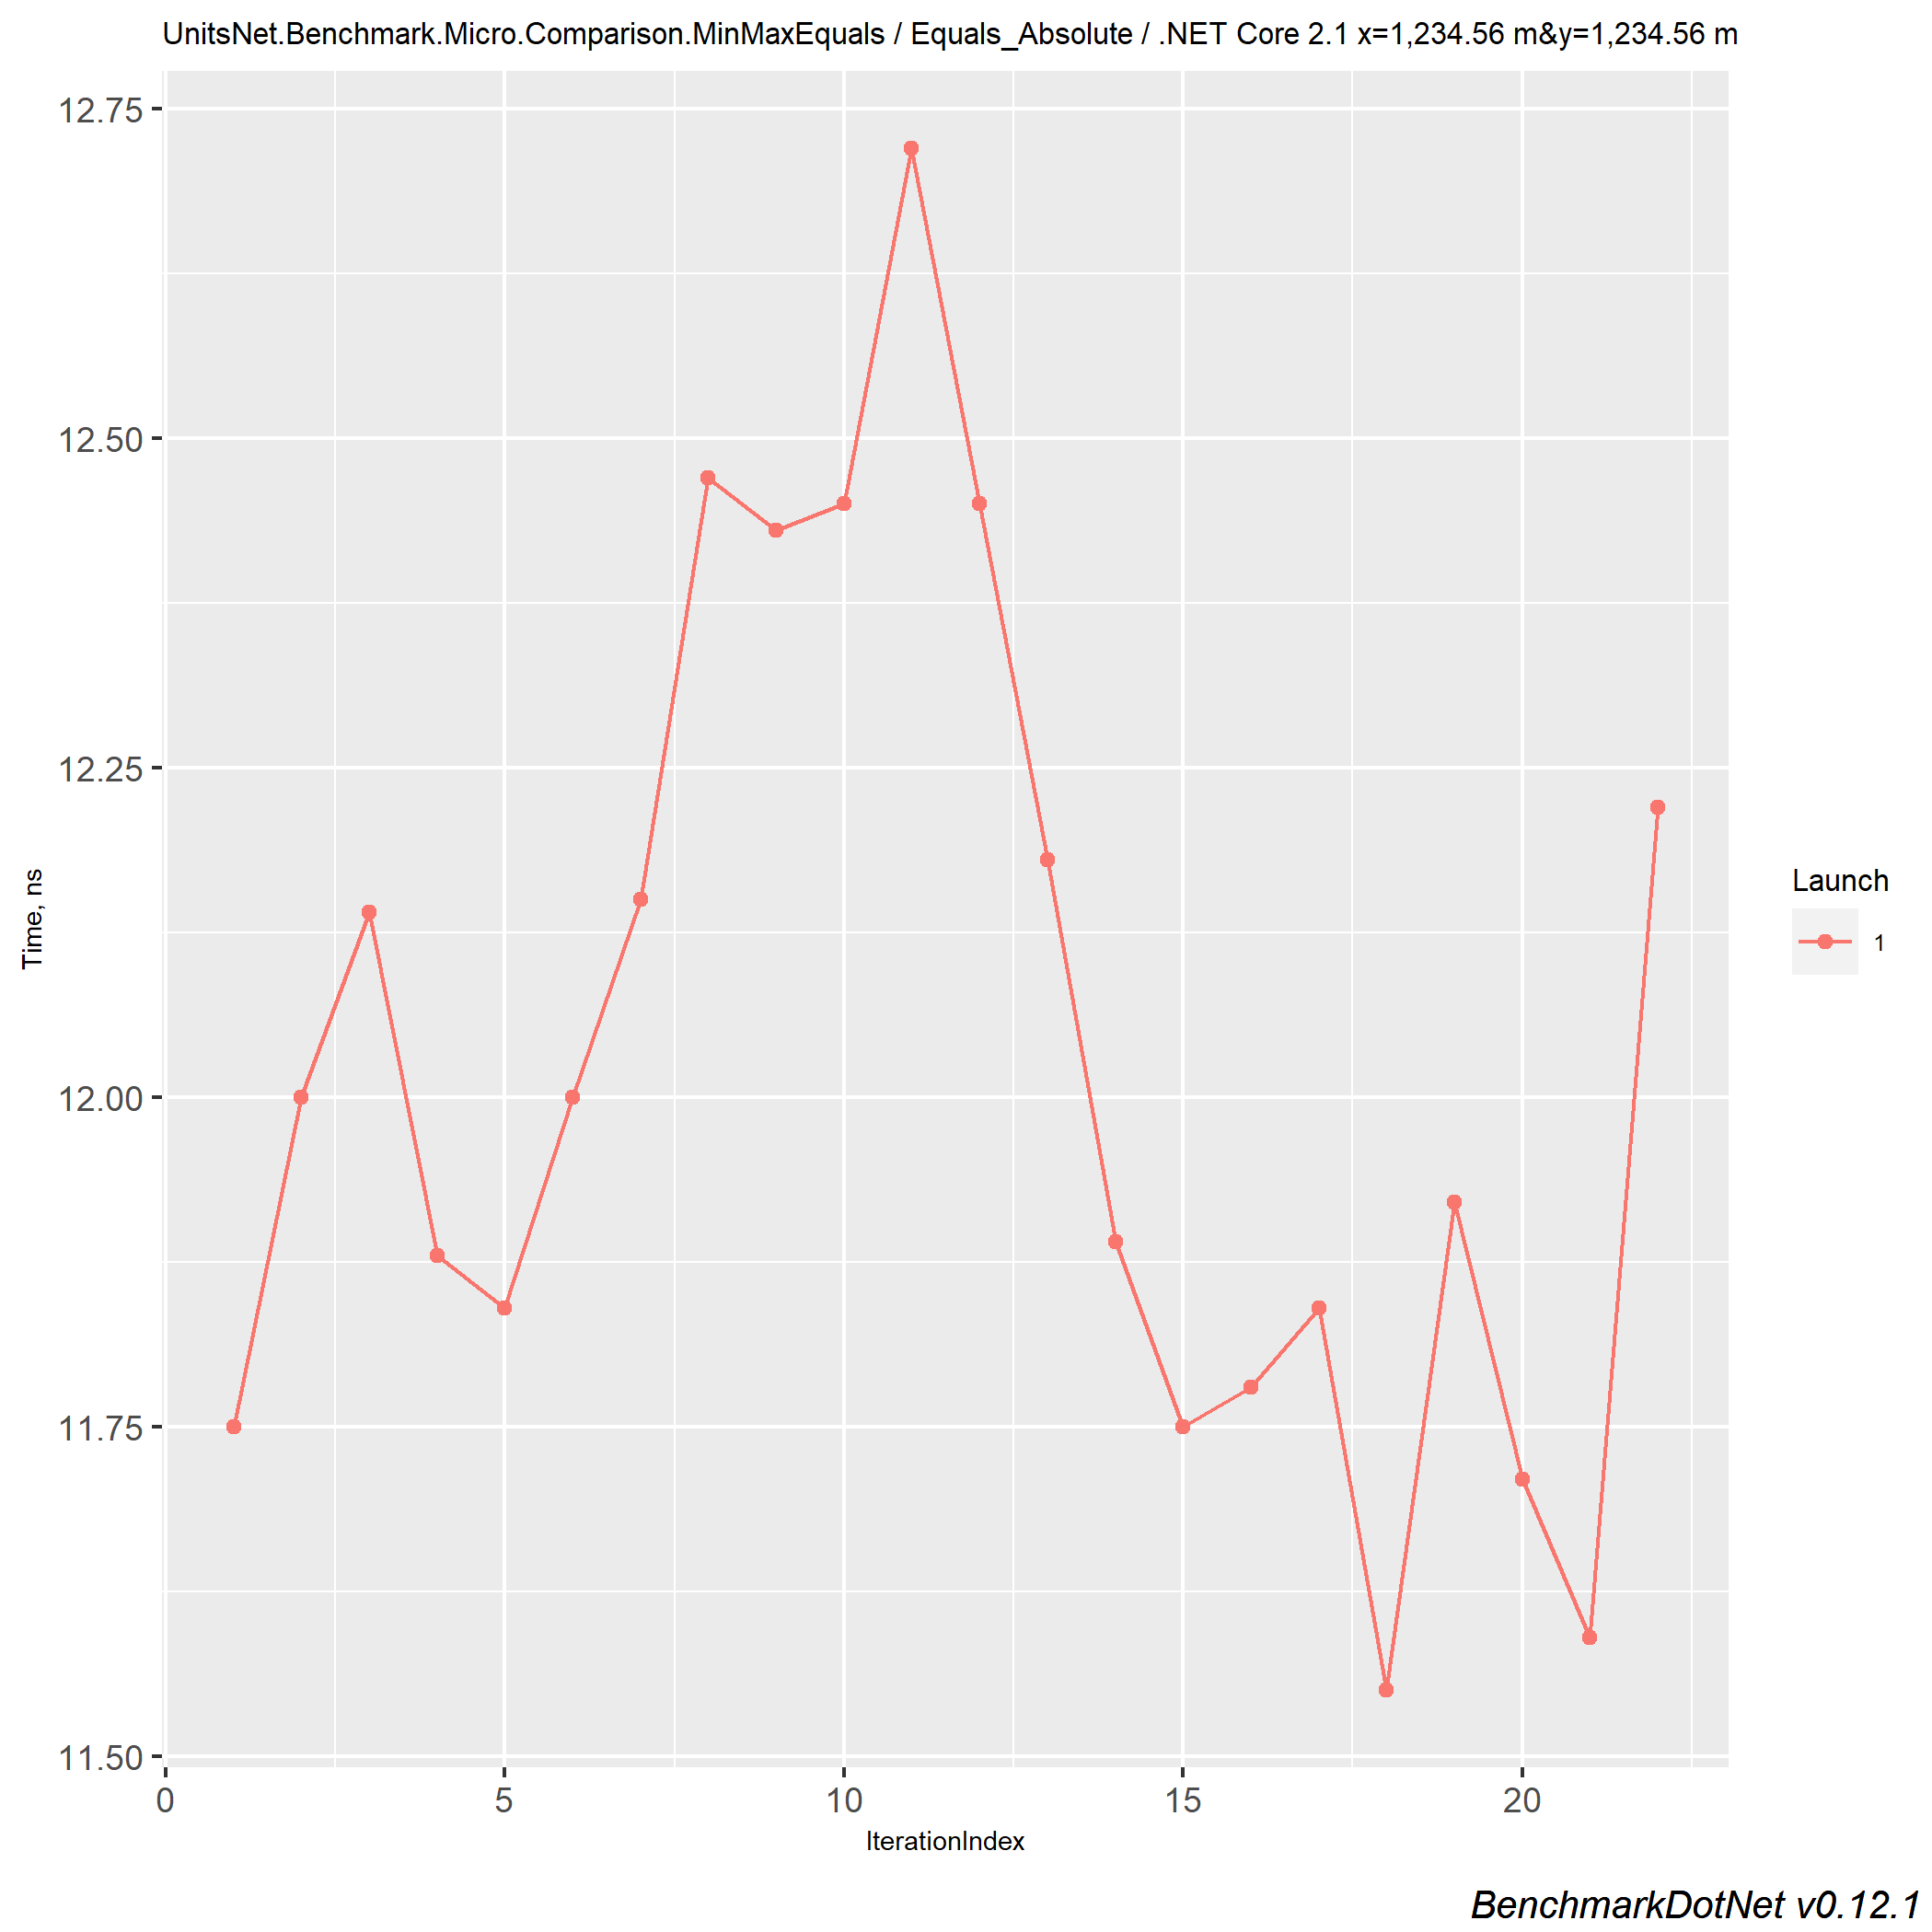 UnitsNet.Benchmark.Micro.Comparison.MinMaxEquals / Equals_Absolute / .NET Core 2.1 x=1,234.56 m&y=1,234.56 m
12.75
12.50
12.25
12.00
11.75
11.50
Time, ns
0 5 10 15 20
IterationIndex
Launch
1
BenchmarkDotNet v0.12.1